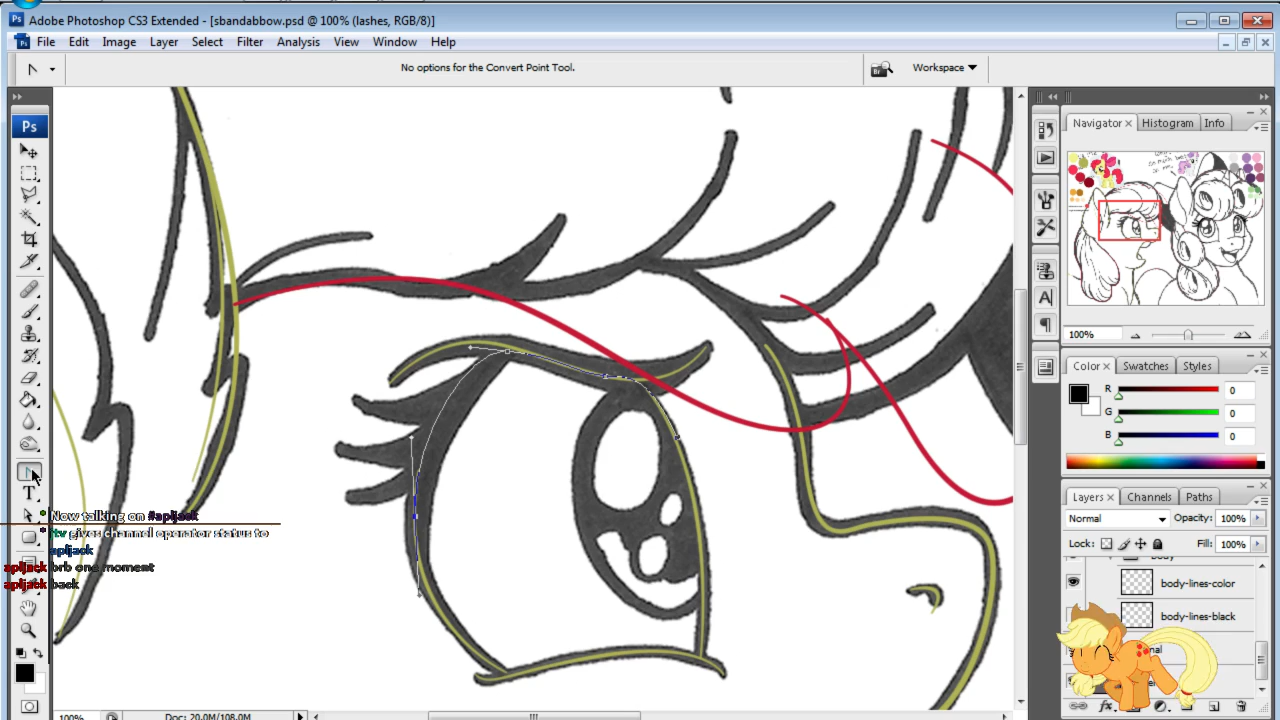 Adobe Photoshop CS3 Extended - [sbandabbow.psd @ 100% (lashes, RGB/8)]
File Edit Image Layer Select Filter Analysis View Window Help
No options for the Convert Point Tool.
Workspace
Ps
Navigator Histogram Info
100%
Color Swatches Styles
R 0
G 0
B 0
Layers Channels Paths
Normal Opacity: 100%
Lock: Fill: 100%
body-lines-color
body-lines-black
Now talking on #apljack
gives channel operator status to
apljack
apljack brb one moment
apljack back
100% Doc: 20.0M/108.0M